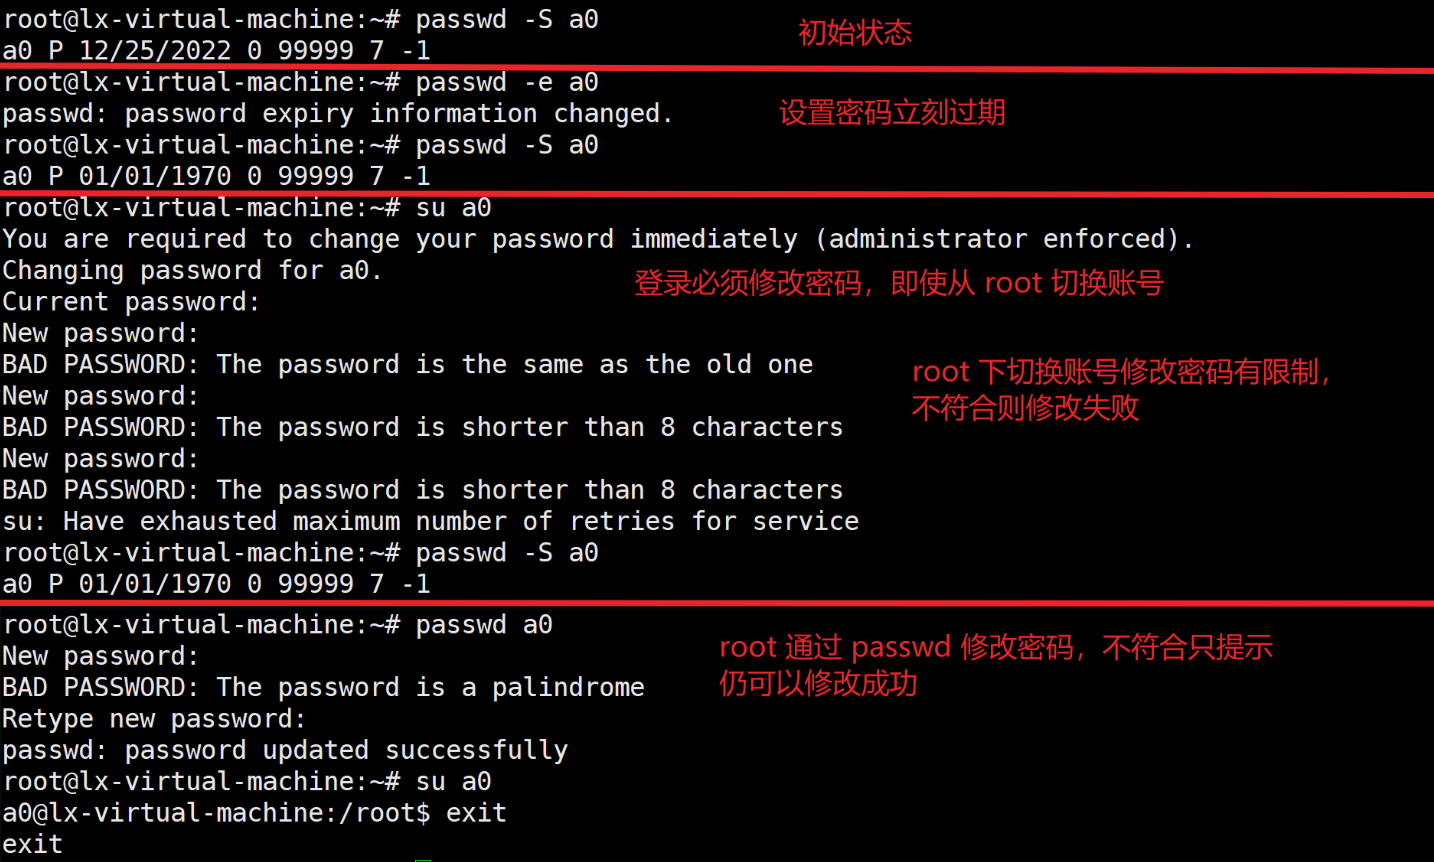 root@lx-virtual-machine:~# passwd -S a0
初始状态
a0 P 12/25/2022 0 99999 7 -1
root@lx-virtual-machine:~# passwd -e a0
passwd: password expiry information changed.
设置密码立刻过期
root@lx-virtual-machine:~# passwd -S a0
a0 P 01/01/1970 0 99999 7 -1
root@lx-virtual-machine:~# su a0
You are required to change your password immediately (administrator enforced).
Changing password for a0.
登录必须修改密码，即使从 root 切换账号
Current password:
New password:
BAD PASSWORD: The password is the same as the old one
root 下切换账号修改密码有限制，
不符合则修改失败
New password:
BAD PASSWORD: The password is shorter than 8 characters
New password:
BAD PASSWORD: The password is shorter than 8 characters
su: Have exhausted maximum number of retries for service
root@lx-virtual-machine:~# passwd -S a0
a0 P 01/01/1970 0 99999 7 -1
root@lx-virtual-machine:~# passwd a0
New password:
root 通过 passwd 修改密码，不符合只提示
仍可以修改成功
BAD PASSWORD: The password is a palindrome
Retype new password:
passwd: password updated successfully
root@lx-virtual-machine:~# su a0
a0@lx-virtual-machine:/root$ exit
exit